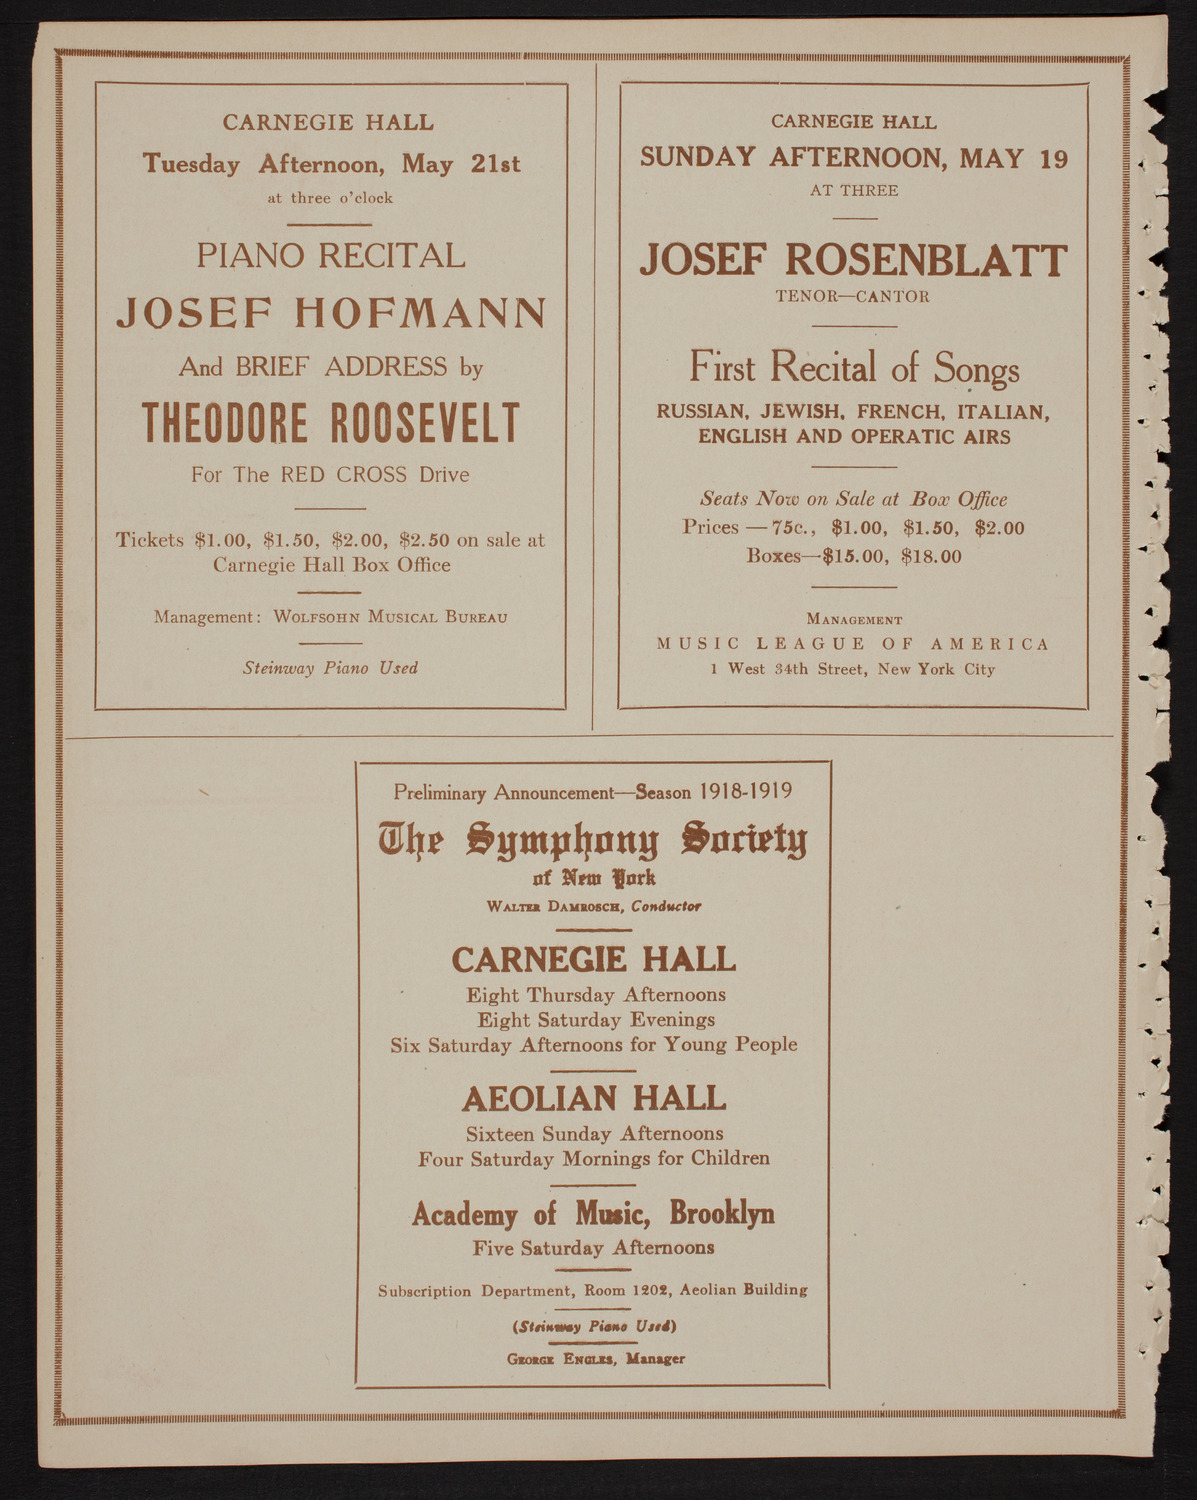 CARNEGIE HALL
Tuesday Afternoon, May 21st
at three o'clock
PIANO RECITAL
JOSEF HOFMANN
And BRIEF ADDRESS by
THEODORE ROOSEVELT
For The RED CROSS Drive
Tickets $1.00, $1.50, $2.00, $2.50 on sale at
Carnegie Hall Box Office
Management: WOLFSOHN MUSICAL BUREAU
Steinway Piano Used
CARNEGIE HALL
SUNDAY AFTERNOON, MAY 19
AT THREE
JOSEF ROSENBLATT
TENOR—CANTOR
First Recital of Songs
RUSSIAN, JEWISH, FRENCH, ITALIAN,
ENGLISH AND OPERATIC AIRS
Seats Now on Sale at Box Office
Prices — 75c., $1.00, $1.50, $2.00
Boxes—$15.00, $18.00
MANAGEMENT
MUSIC LEAGUE OF AMERICA
1 West 34th Street, New York City
Preliminary Announcement—Season 1918-1919
The Symphony Society
of New York
WALTER DAMROSCH, Conductor
CARNEGIE HALL
Eight Thursday Afternoons
Eight Saturday Evenings
Six Saturday Afternoons for Young People
AEOLIAN HALL
Sixteen Sunday Afternoons
Four Saturday Mornings for Children
Academy of Music, Brooklyn
Five Saturday Afternoons
Subscription Department, Room 1202, Aeolian Building
(Steinway Piano Used)
GEORGE ENGLES, Manager